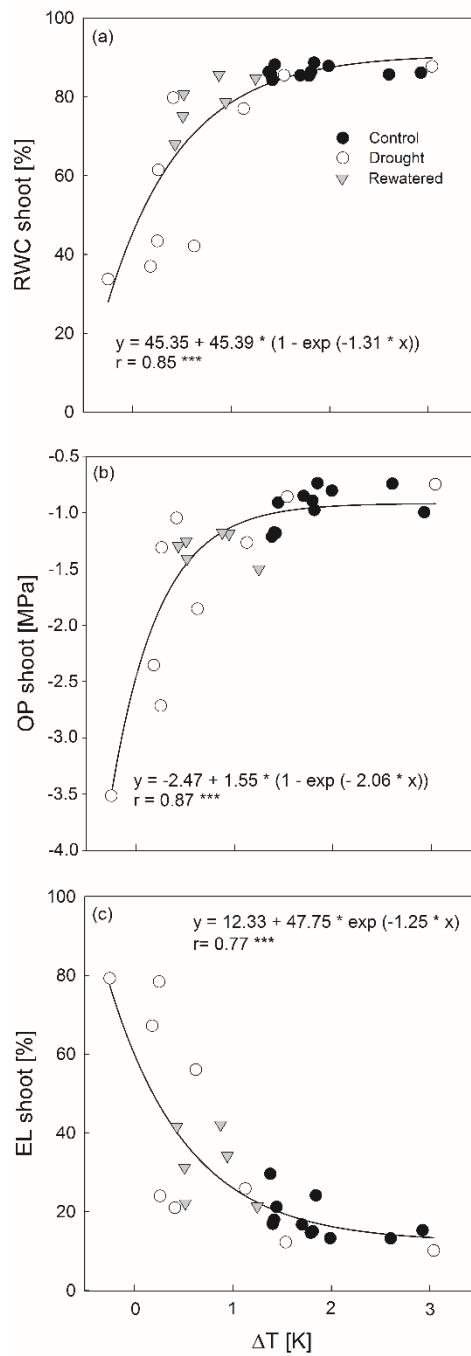 (a)
100
80
60
40
20
0
RWC shoot [%]
Control
Drought
Rewatered
y = 45.35 + 45.39 * (1 - exp (-1.31 * x))
r = 0.85 ***
(b)
-0.5
-1.0
-1.5
-2.0
-2.5
-3.0
-3.5
-4.0
OP shoot [MPa]
y = -2.47 + 1.55 * (1 - exp (- 2.06 * x))
r = 0.87 ***
(c)
100
80
60
40
20
0
EL shoot [%]
y = 12.33 + 47.75 * exp (-1.25 * x)
r= 0.77 ***
0 1 2 3
ΔT [K]